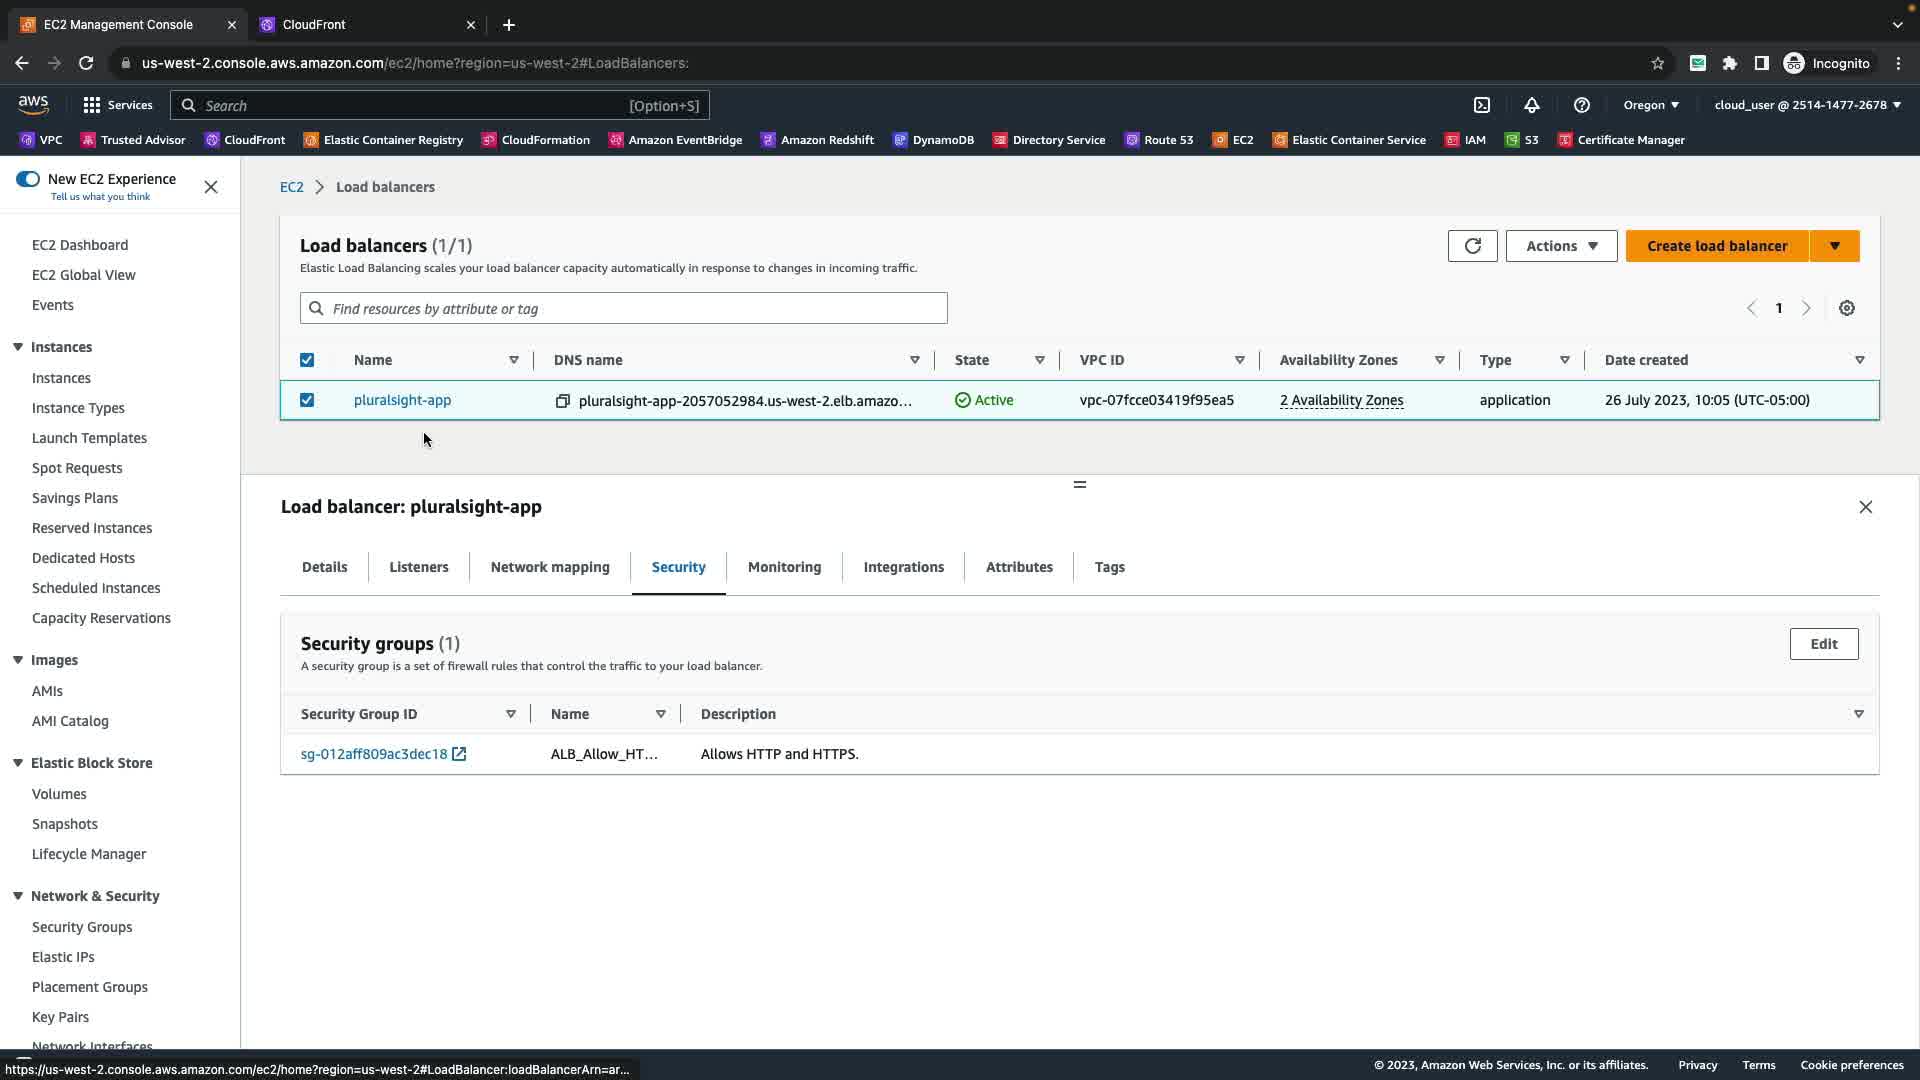 EC2 Management Console
CloudFront
us-west-2.console.aws.amazon.com/ec2/home?region=us-west-2#LoadBalancers:
Incognito
aws
Services
Search
[Option+S]
Oregon
cloud_user @ 2514-1477-2678
VPC
Trusted Advisor
CloudFront
Elastic Container Registry
CloudFormation
Amazon EventBridge
Amazon Redshift
DynamoDB
Directory Service
Route 53
EC2
Elastic Container Service
IAM
S3
Certificate Manager
New EC2 Experience
Tell us what you think
EC2 Dashboard
EC2 Global View
Events
Instances
Instances
Instance Types
Launch Templates
Spot Requests
Savings Plans
Reserved Instances
Dedicated Hosts
Scheduled Instances
Capacity Reservations
Images
AMIs
AMI Catalog
Elastic Block Store
Volumes
Snapshots
Lifecycle Manager
Network & Security
Security Groups
Elastic IPs
Placement Groups
Key Pairs
Network Interfaces
EC2 > Load balancers
Load balancers (1/1)
Elastic Load Balancing scales your load balancer capacity automatically in response to changes in incoming traffic.
Actions
Create load balancer
Find resources by attribute or tag
1
Name
DNS name
State
VPC ID
Availability Zones
Type
Date created
pluralsight-app
pluralsight-app-2057052984.us-west-2.elb.amazo...
Active
vpc-07fcce03419f95ea5
2 Availability Zones
application
26 July 2023, 10:05 (UTC-05:00)
Load balancer: pluralsight-app
Details
Listeners
Network mapping
Security
Monitoring
Integrations
Attributes
Tags
Security groups (1)
A security group is a set of firewall rules that control the traffic to your load balancer.
Edit
Security Group ID
Name
Description
sg-012aff809ac3dec18
ALB_Allow_HT...
Allows HTTP and HTTPS.
https://us-west-2.console.aws.amazon.com/ec2/home?region=us-west-2#LoadBalancer:loadBalancerArn=ar...
© 2023, Amazon Web Services, Inc. or its affiliates.
Privacy
Terms
Cookie preferences